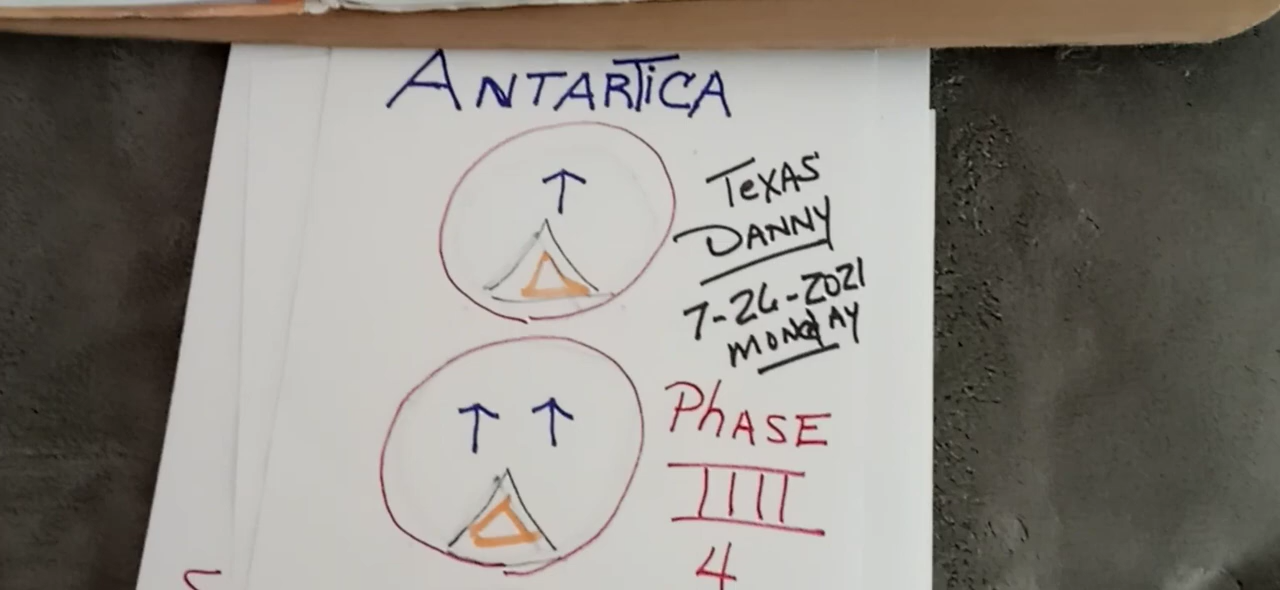 ANTARTICA
TEXAS
DANNY
7-26-2021
MONDAY
PHASE
IIII
4